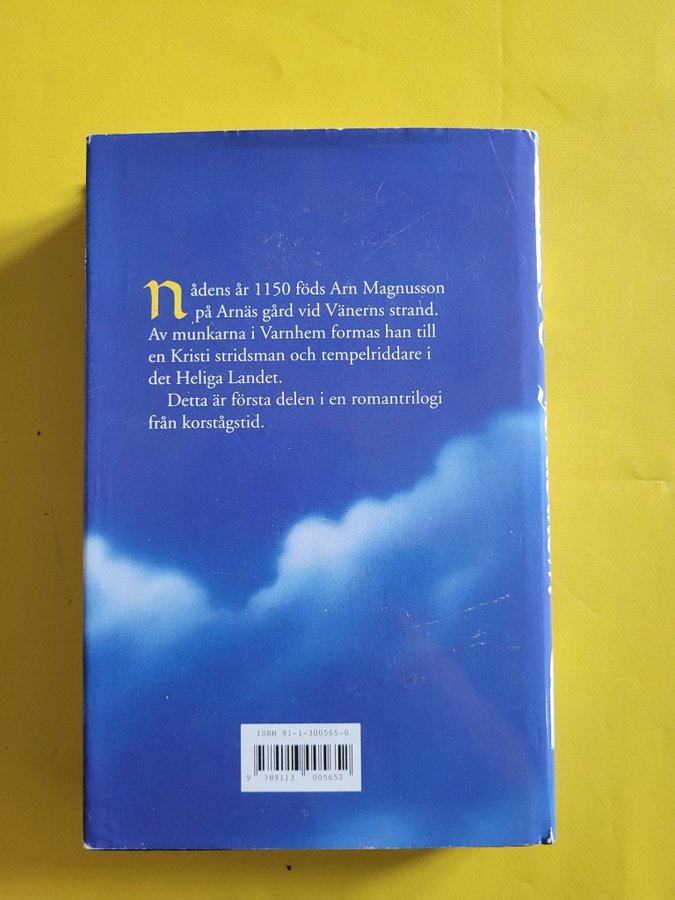 Nådens år 1150 föds Arn Magnusson
på Arnäs gård vid Vänerns strand.
Av munkarna i Varnhem formas han till
en Kristi stridsman och tempelriddare i
det Heliga Landet.
Detta är första delen i en romantrilogi
från korstågstid.
ISBN 91-1-300565-0
9 789113 005652